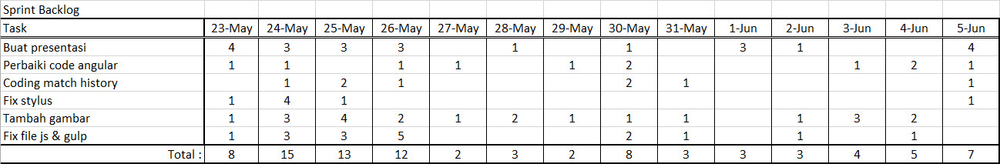 Sprint Backlog
Task 23-May 24-May 25-May 26-May 27-May 28-May 29-May 30-May 31-May 1-Jun 2-Jun 3-Jun 4-Jun 5-Jun
Buat presentasi 4 3 3 3 1 1 3 1 4
Perbaiki code angular 1 1 1 1 1 2 1 2 1
Coding match history 1 2 1 2 1 1
Fix stylus 1 4 1 1
Tambah gambar 1 3 4 2 1 2 1 1 1 1 3 2
Fix file js & gulp 1 3 3 5 2 1 1 1
Total : 8 15 13 12 2 3 2 8 3 3 3 4 5 7